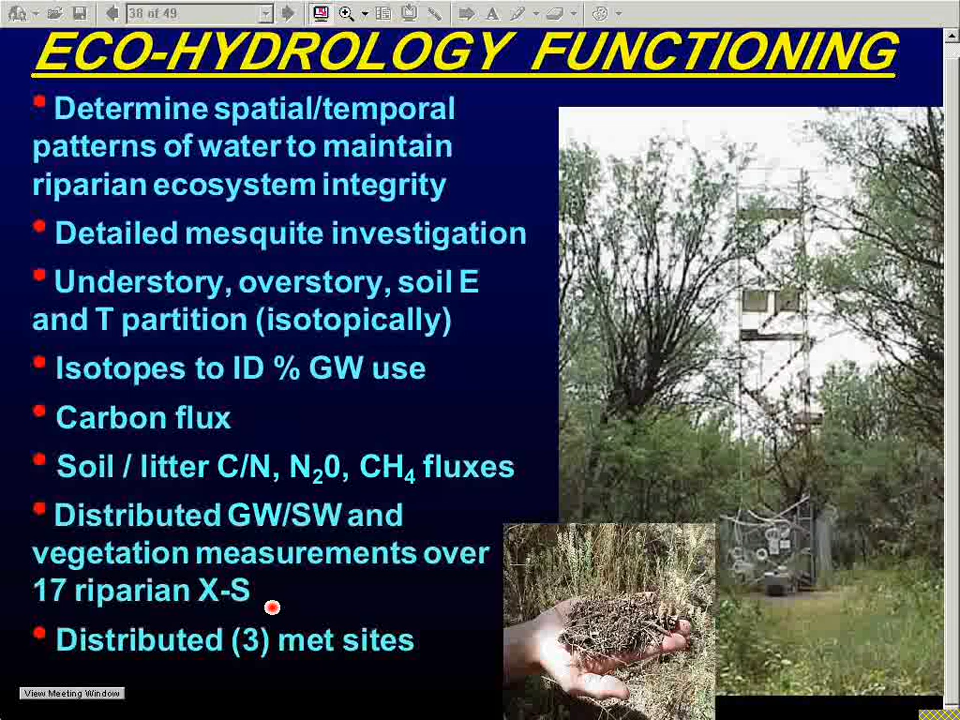 38 of 49
ECO-HYDROLOGY FUNCTIONING
• Determine spatial/temporal
patterns of water to maintain
riparian ecosystem integrity
• Detailed mesquite investigation
• Understory, overstory, soil E
and T partition (isotopically)
• Isotopes to ID % GW use
• Carbon flux
• Soil / litter C/N, N₂0, CH₄ fluxes
• Distributed GW/SW and
vegetation measurements over
17 riparian X-S
• Distributed (3) met sites
View Meeting Window